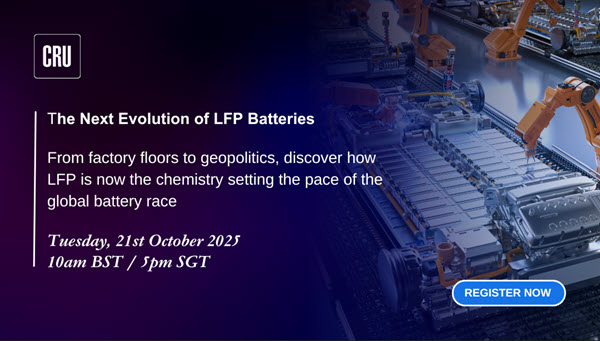 CRU
The Next Evolution of LFP Batteries
From factory floors to geopolitics, discover how
LFP is now the chemistry setting the pace of the
global battery race
Tuesday, 21st October 2025
10am BST / 5pm SGT
REGISTER NOW